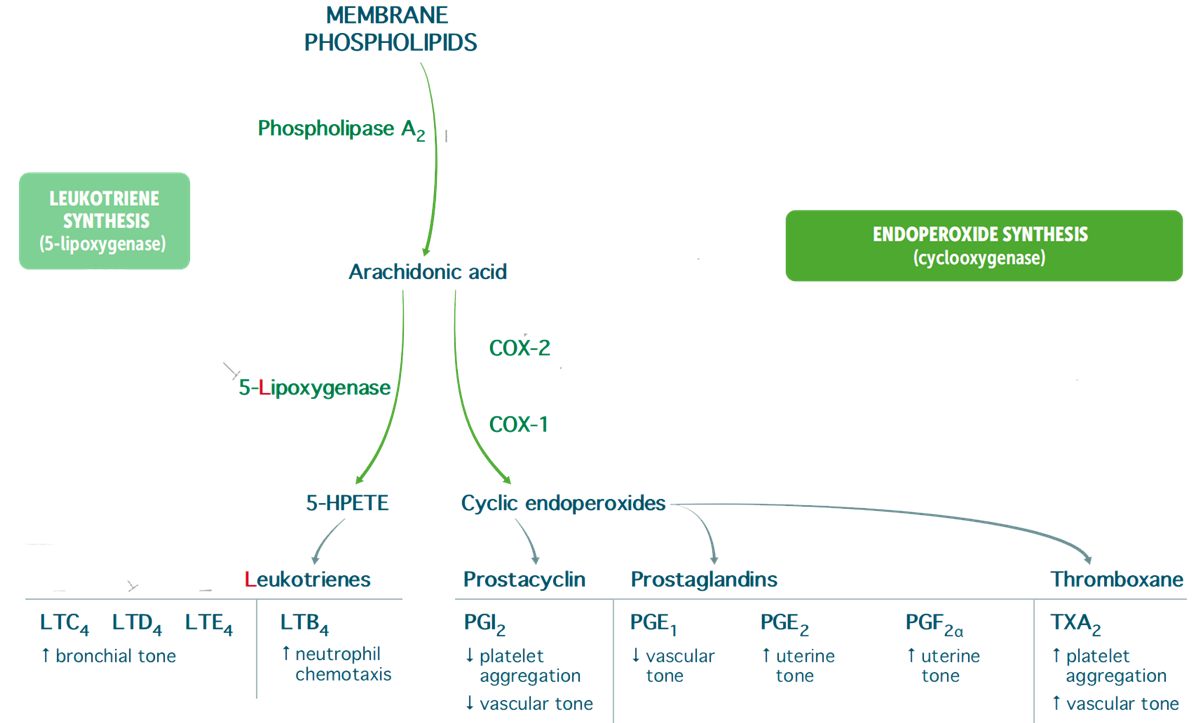 MEMBRANE
PHOSPHOLIPIDS
Phospholipase A₂
LEUKOTRIENE
SYNTHESIS
(5-lipoxygenase)
ENDOPEROXIDE SYNTHESIS
(cyclooxygenase)
Arachidonic acid
COX-2
5-Lipoxygenase
COX-1
5-HPETE
Cyclic endoperoxides
Leukotrienes
Prostacyclin
Prostaglandins
Thromboxane
LTC₄ LTD₄ LTE₄
↑ bronchial tone
LTB₄
↑ neutrophil
chemotaxis
PGI₂
↓ platelet
aggregation
↓ vascular tone
PGE₁
↓ vascular
tone
PGE₂
↑ uterine
tone
PGF₂α
↑ uterine
tone
TXA₂
↑ platelet
aggregation
↑ vascular tone